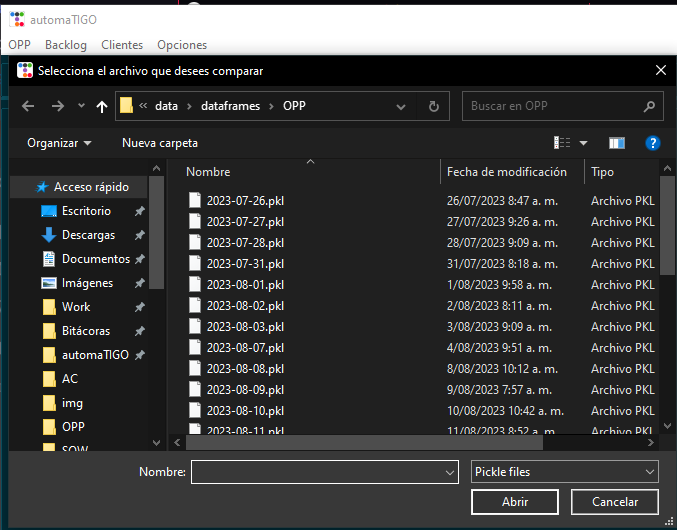 automaTIGO
OPP Backlog Clientes Opciones
Selecciona el archivo que desees comparar
« data › dataframes › OPP
Buscar en OPP
Organizar Nueva carpeta
Nombre Fecha de modificación Tipo
Acceso rápido
Escritorio
Descargas
Documentos
Imágenes
Work
Bitácoras
automaTIGO
AC
img
OPP
SOW
2023-07-26.pkl 26/07/2023 8:47 a. m. Archivo PKL
2023-07-27.pkl 27/07/2023 9:26 a. m. Archivo PKL
2023-07-28.pkl 28/07/2023 9:09 a. m. Archivo PKL
2023-07-31.pkl 31/07/2023 8:18 a. m. Archivo PKL
2023-08-01.pkl 1/08/2023 9:58 a. m. Archivo PKL
2023-08-02.pkl 2/08/2023 8:11 a. m. Archivo PKL
2023-08-03.pkl 3/08/2023 9:09 a. m. Archivo PKL
2023-08-07.pkl 4/08/2023 9:51 a. m. Archivo PKL
2023-08-08.pkl 8/08/2023 10:12 a. m. Archivo PKL
2023-08-09.pkl 9/08/2023 7:57 a. m. Archivo PKL
2023-08-10.pkl 10/08/2023 10:42 a. m. Archivo PKL
2023-08-11.pkl 11/08/2023 8:52 a. m. Archivo PKL
Nombre: Pickle files
Abrir Cancelar